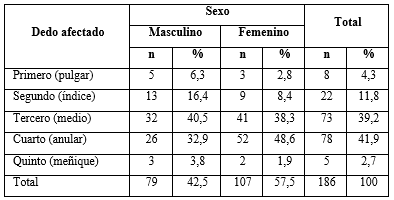 Dedo afectado Sexo Total
Masculino Femenino
n % n % n %
Primero (pulgar) 5 6,3 3 2,8 8 4,3
Segundo (índice) 13 16,4 9 8,4 22 11,8
Tercero (medio) 32 40,5 41 38,3 73 39,2
Cuarto (anular) 26 32,9 52 48,6 78 41,9
Quinto (meñique) 3 3,8 2 1,9 5 2,7
Total 79 42,5 107 57,5 186 100